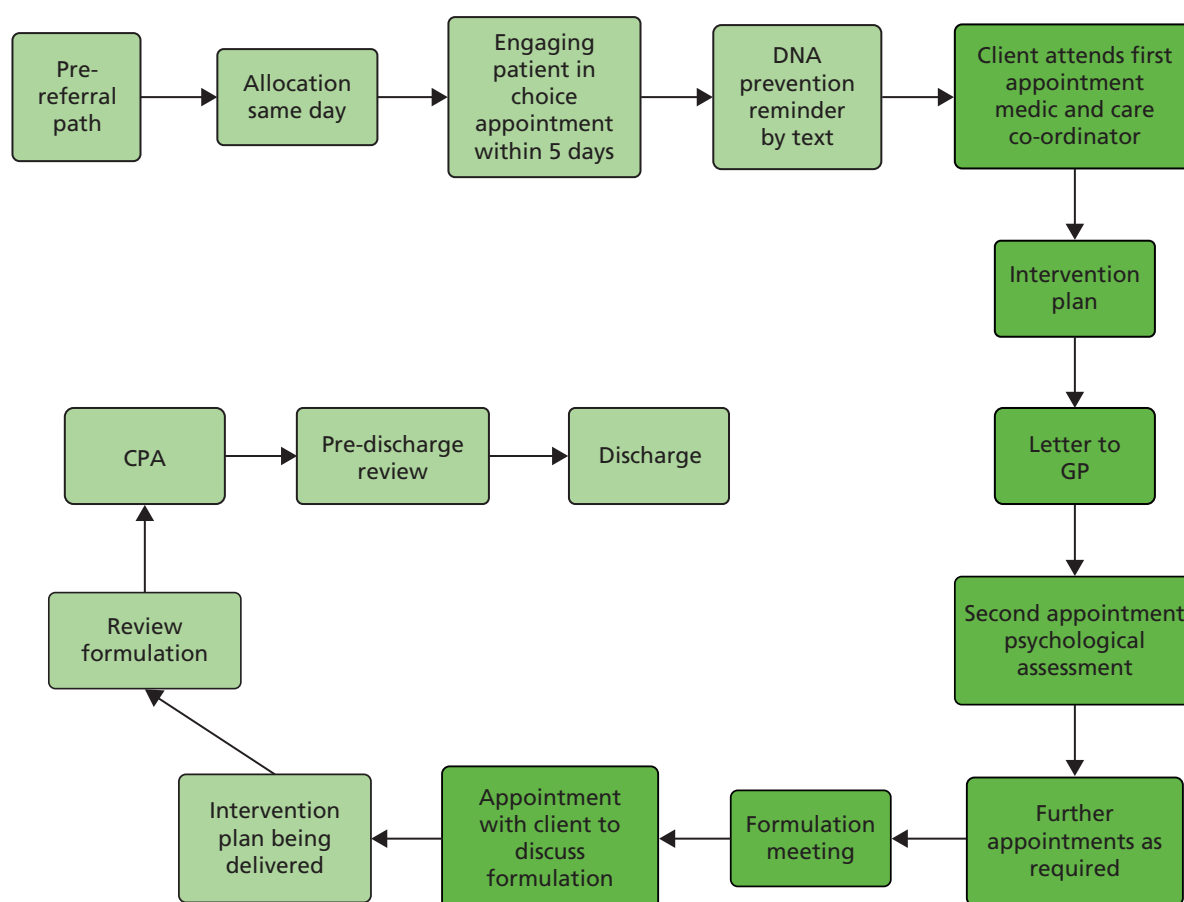 Pre-
referral
path
Allocation
same day
Engaging
patient in
choice
appointment
within 5 days
DNA
prevention
reminder
by text
Client attends first
appointment
medic and care
co-ordinator
Intervention
plan
Letter to
GP
Second appointment
psychological
assessment
Further
appointments as
required
Formulation
meeting
Appointment
with client to
discuss
formulation
Intervention
plan being
delivered
Review
formulation
CPA
Pre-discharge
review
Discharge